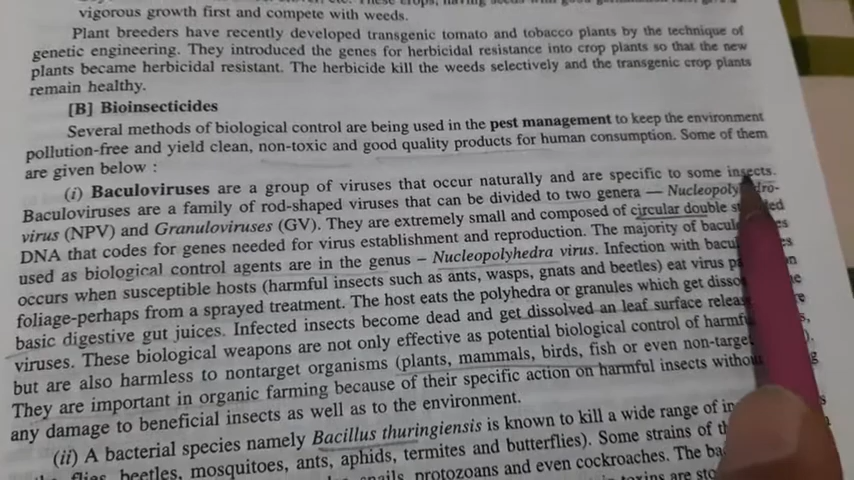 vigorous growth first and compete with weeds.
Plant breeders have recently developed transgenic tomato and tobacco plants by the technique of
genetic engineering. They introduced the genes for herbicidal resistance into crop plants so that the new
plants became herbicidal resistant. The herbicide kill the weeds selectively and the transgenic crop plants
remain healthy.
[B] Bioinsecticides
Several methods of biological control are being used in the pest management to keep the environment
pollution-free and yield clean, non-toxic and good quality products for human consumption. Some of them
are given below :
(i) Baculoviruses are a group of viruses that occur naturally and are specific to some insects.
Baculoviruses are a family of rod-shaped viruses that can be divided to two genera — Nucleopolyhedro-
virus (NPV) and Granuloviruses (GV). They are extremely small and composed of circular double
DNA that codes for genes needed for virus establishment and reproduction. The majority of
used as biological control agents are in the genus – Nucleopolyhedra virus. Infection with
occurs when susceptible hosts (harmful insects such as ants, wasps, gnats and beetles) eat virus
foliage-perhaps from a sprayed treatment. The host eats the polyhedra or granules which get
basic digestive gut juices. Infected insects become dead and get dissolved an leaf surface
viruses. These biological weapons are not only effective as potential biological control of
but are also harmless to nontarget organisms (plants, mammals, birds, fish or even
They are important in organic farming because of their specific action on harmful insects
any damage to beneficial insects as well as to the environment.
(ii) A bacterial species namely Bacillus thuringiensis is known to kill a wide range of
flies, beetles, mosquitoes, ants, aphids, termites and butterflies). Some strains of
snails, protozoans and even cockroaches. The
toxins are